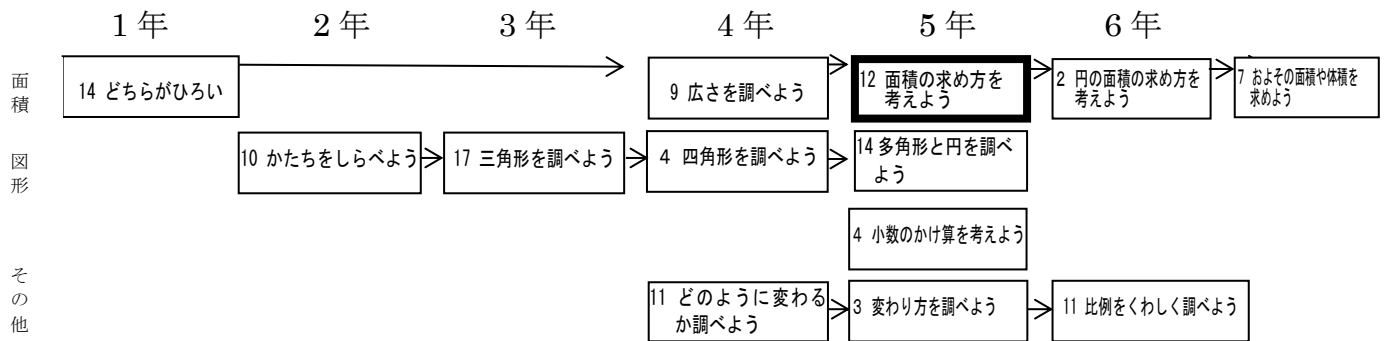 1年 2年 3年 4年 5年 6年
面積
14 どちらがひろい
9 広さを調べよう
12 面積の求め方を
考えよう
2 円の面積の求め方を
考えよう
7 およその面積や体積を
求めよう
図形
10 かたちをしらべよう
17 三角形を調べよう
4 四角形を調べよう
14 多角形と円を調べ
よう
4 小数のかけ算を考えよう
その他
11 どのように変わる
か調べよう
3 変わり方を調べよう
11 比例をくわしく調べよう